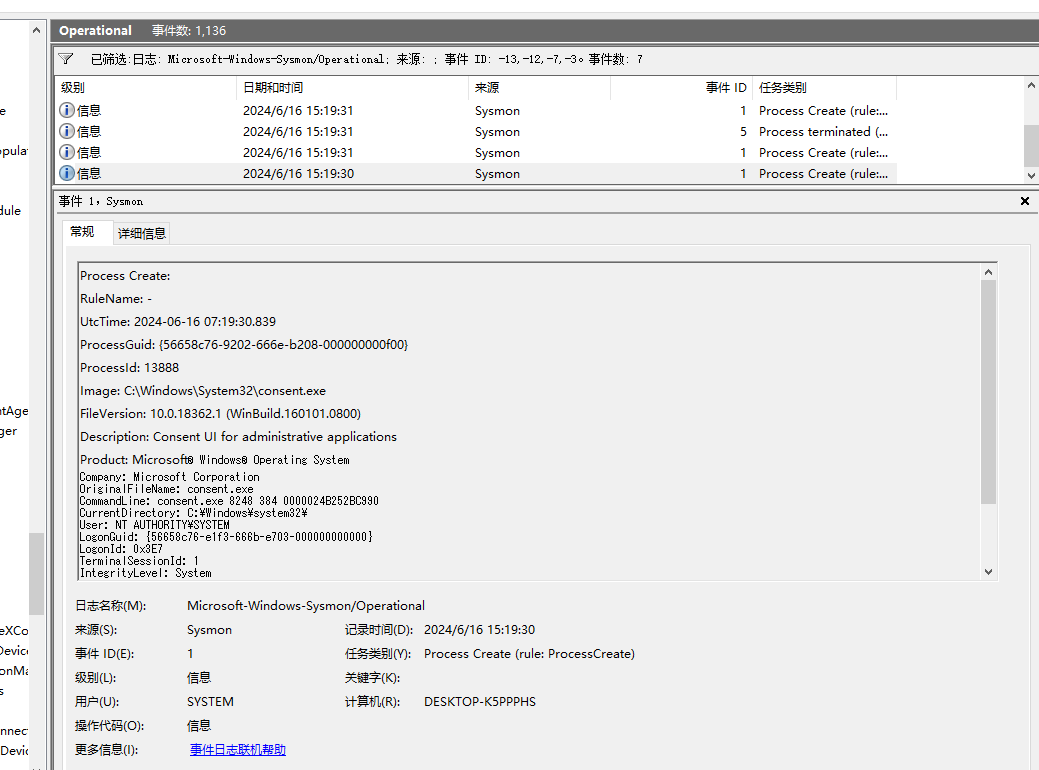 Operational 事件数: 1,136
已筛选:日志: Microsoft-Windows-Sysmon/Operational; 来源: ; 事件 ID: -13,-12,-7,-3。事件数: 7
级别 日期和时间 来源 事件 ID 任务类别
信息 2024/6/16 15:19:31 Sysmon 1 Process Create (rule:...
信息 2024/6/16 15:19:31 Sysmon 5 Process terminated (...
信息 2024/6/16 15:19:31 Sysmon 1 Process Create (rule:...
信息 2024/6/16 15:19:30 Sysmon 1 Process Create (rule:...
事件 1，Sysmon
常规 详细信息
Process Create:
RuleName: -
UtcTime: 2024-06-16 07:19:30.839
ProcessGuid: {56658c76-9202-666e-b208-000000000f00}
ProcessId: 13888
Image: C:\Windows\System32\consent.exe
FileVersion: 10.0.18362.1 (WinBuild.160101.0800)
Description: Consent UI for administrative applications
Product: Microsoft® Windows® Operating System
Company: Microsoft Corporation
OriginalFileName: consent.exe
CommandLine: consent.exe 8248 384 0000024B252BC990
CurrentDirectory: C:¥Windows¥system32¥
User: NT AUTHORITY¥SYSTEM
LogonGuid: {56658c76-e1f3-666b-e703-000000000000}
LogonId: 0x3E7
TerminalSessionId: 1
IntegrityLevel: System
日志名称(M): Microsoft-Windows-Sysmon/Operational
来源(S): Sysmon 记录时间(D): 2024/6/16 15:19:30
事件 ID(E): 1 任务类别(Y): Process Create (rule: ProcessCreate)
级别(L): 信息 关键字(K):
用户(U): SYSTEM 计算机(R): DESKTOP-K5PPPHS
操作代码(O): 信息
更多信息(I): 事件日志联机帮助
e
opula
dule
ntAge
ger
eXCo
Devic
onMa
s
nnec
Devic